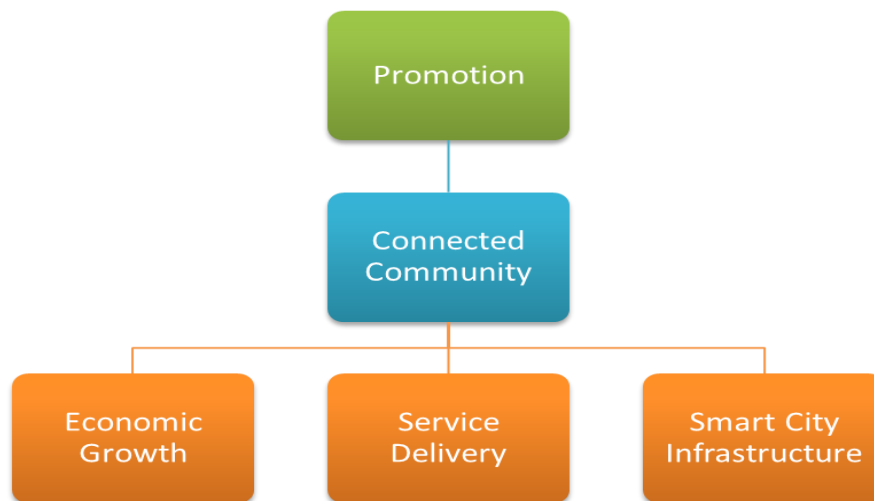 Promotion
Connected
Community
Economic
Growth
Service
Delivery
Smart City
Infrastructure